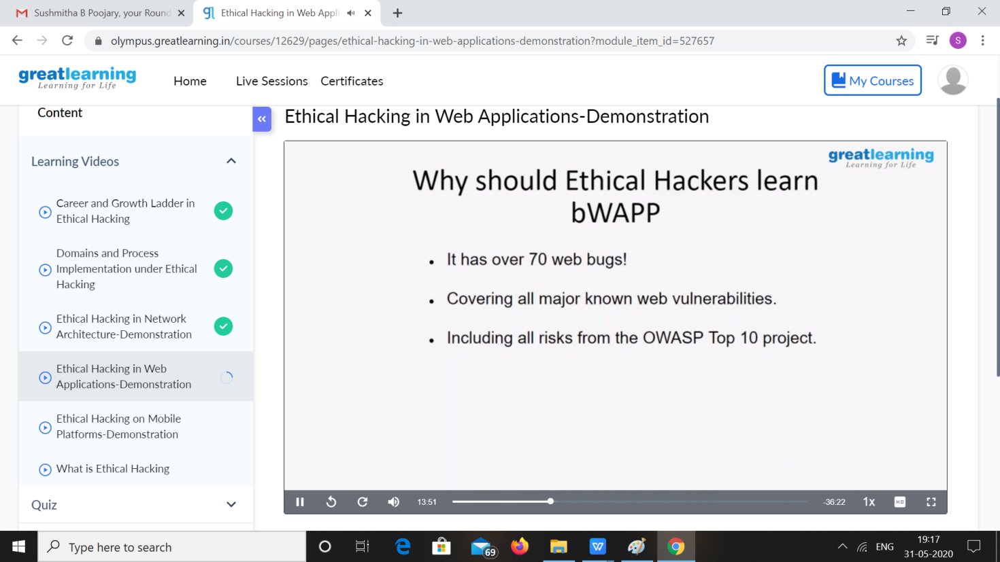 Sushmitha B Poojary, your Round
Ethical Hacking in Web Appli
olympus.greatlearning.in/courses/12629/pages/ethical-hacking-in-web-applications-demonstration?module_item_id=527657
S
greatlearning
Learning for Life
Home
Live Sessions
Certificates
My Courses
Content
Learning Videos
Career and Growth Ladder in
Ethical Hacking
Domains and Process
Implementation under Ethical
Hacking
Ethical Hacking in Network
Architecture-Demonstration
Ethical Hacking in Web
Applications-Demonstration
Ethical Hacking on Mobile
Platforms-Demonstration
What is Ethical Hacking
Quiz
Ethical Hacking in Web Applications-Demonstration
greatlearning
Learning for Life
Why should Ethical Hackers learn
bWAPP
• It has over 70 web bugs!
• Covering all major known web vulnerabilities.
• Including all risks from the OWASP Top 10 project.
13:51
-36:22
1x
HD
Type here to search
69
W
ENG
19:17
31-05-2020